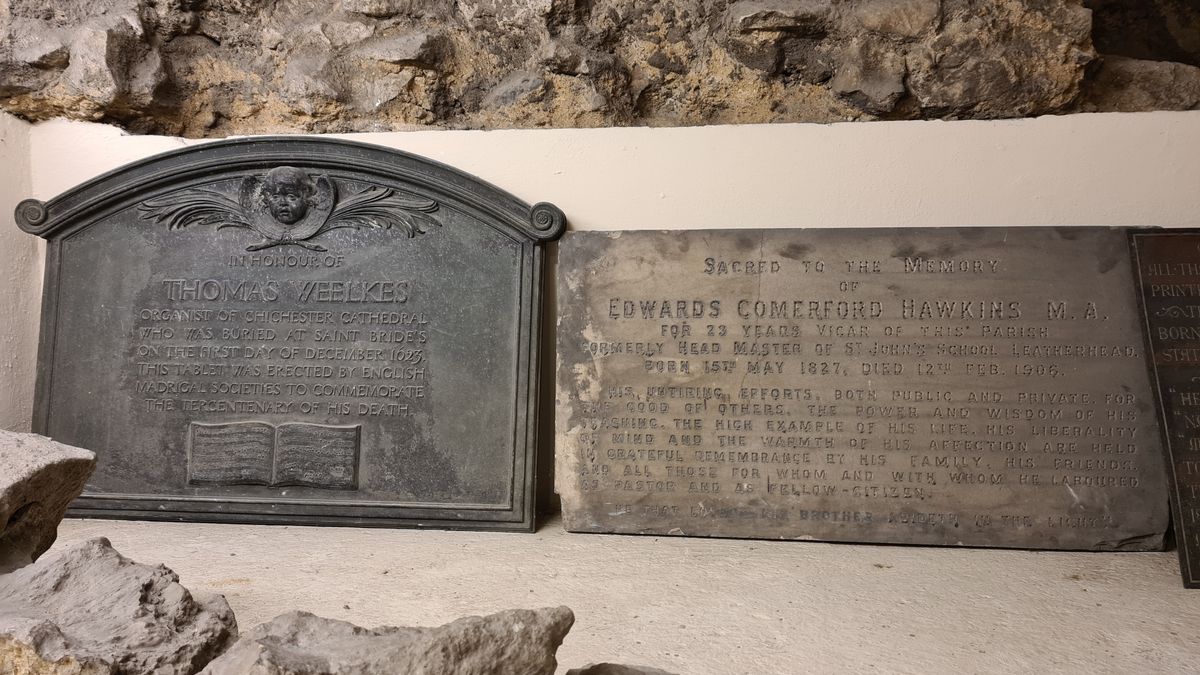 IN HONOUR OF
THOMAS WEELKES
ORGANIST OF CHICHESTER CATHEDRAL
WHO WAS BURIED AT SAINT BRIDE'S
ON THE FIRST DAY OF DECEMBER 1623.
THIS TABLET WAS ERECTED BY ENGLISH
MADRIGAL SOCIETIES TO COMMEMORATE
THE TERCENTENARY OF HIS DEATH.
SACRED TO THE MEMORY
OF
EDWARDS COMERFORD HAWKINS M.A.
FOR 23 YEARS VICAR OF THIS PARISH
FORMERLY HEAD MASTER OF ST JOHN'S SCHOOL LEATHERHEAD.
BORN 15TH MAY 1827, DIED 12TH FEB. 1906.
HIS UNTIRING EFFORTS, BOTH PUBLIC AND PRIVATE, FOR
THE GOOD OF OTHERS, THE POWER AND WISDOM OF HIS
TEACHING, THE HIGH EXAMPLE OF HIS LIFE, HIS LIBERALITY
OF MIND AND THE WARMTH OF HIS AFFECTION ARE HELD
IN GRATEFUL REMEMBRANCE BY HIS FAMILY, HIS FRIENDS,
AND ALL THOSE FOR WHOM AND WITH WHOM HE LABOURED
AS PASTOR AND AS FELLOW-CITIZEN.
HE THAT BROTHER ABIDETH IN THE LIGHT"
PRINT
BORN